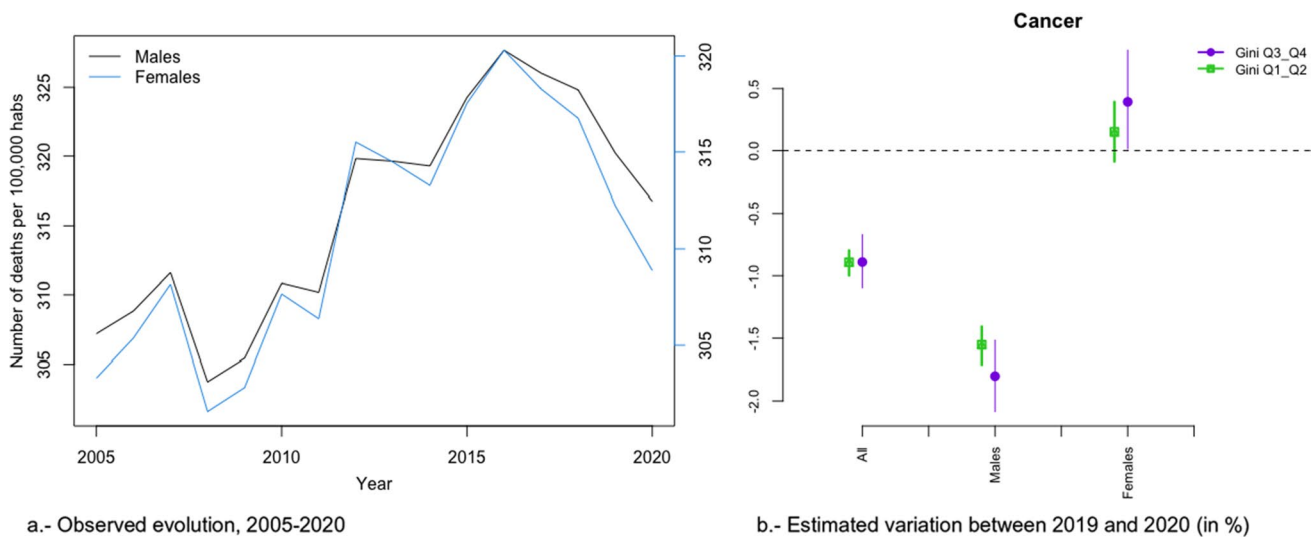 Cancer
Males
Females
Number of deaths per 100,000 habs
325
320
315
310
305
320
315
310
305
2005
2010
2015
2020
Year
a.- Observed evolution, 2005-2020
Gini Q3_Q4
Gini Q1_Q2
0.5
0.0
-0.5
-1.0
-1.5
-2.0
All
Males
Females
b.- Estimated variation between 2019 and 2020 (in %)